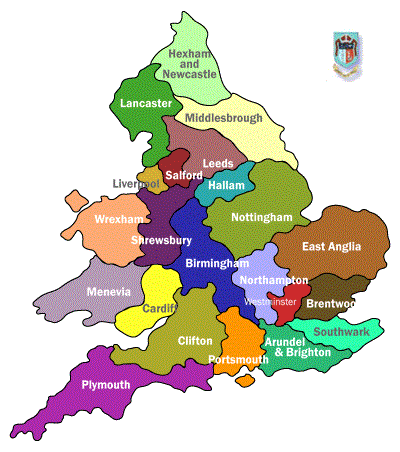 Hexham
and
Newcastle
Lancaster
Middlesbrough
Leeds
Salford
Liverpool
Hallam
Wrexham
Nottingham
Shrewsbury
East Anglia
Birmingham
Menevia
Northampton
Cardiff
Westminster
Brentwoo
Southwark
Clifton
Arundel
& Brighton
Portsmouth
Plymouth